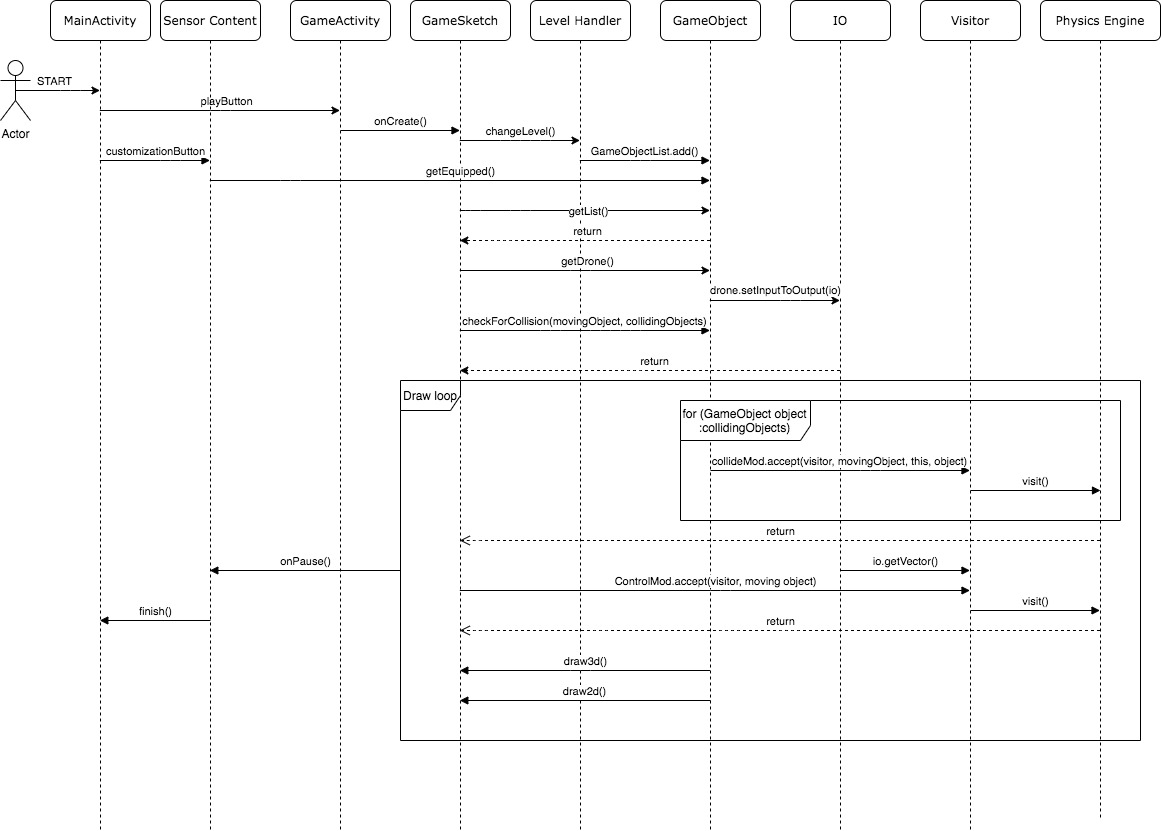 MainActivity
Sensor Content
GameActivity
GameSketch
Level Handler
GameObject
IO
Visitor
Physics Engine
START
Actor
playButton
onCreate()
changeLevel()
customizationButton
GameObjectList.add()
getEquipped()
getList()
return
getDrone()
drone.setInputToOutput(io)
checkForCollision(movingObject, collidingObjects)
return
Draw loop
for (GameObject object
:collidingObjects)
collideMod.accept(visitor, movingObject, this, object)
visit()
return
onPause()
io.getVector()
ControlMod.accept(visitor, moving object)
visit()
finish()
return
draw3d()
draw2d()